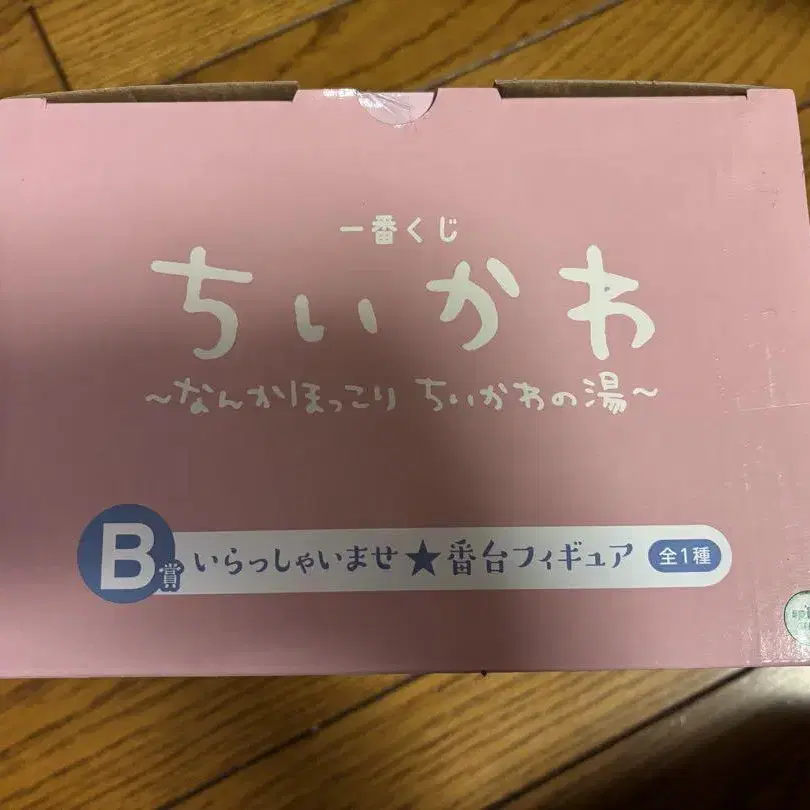 一番くじ
ちいかわ
~なんかほっこり ちいかわの湯~
B賞 いらっしゃいませ★番台フィギュア 全1種